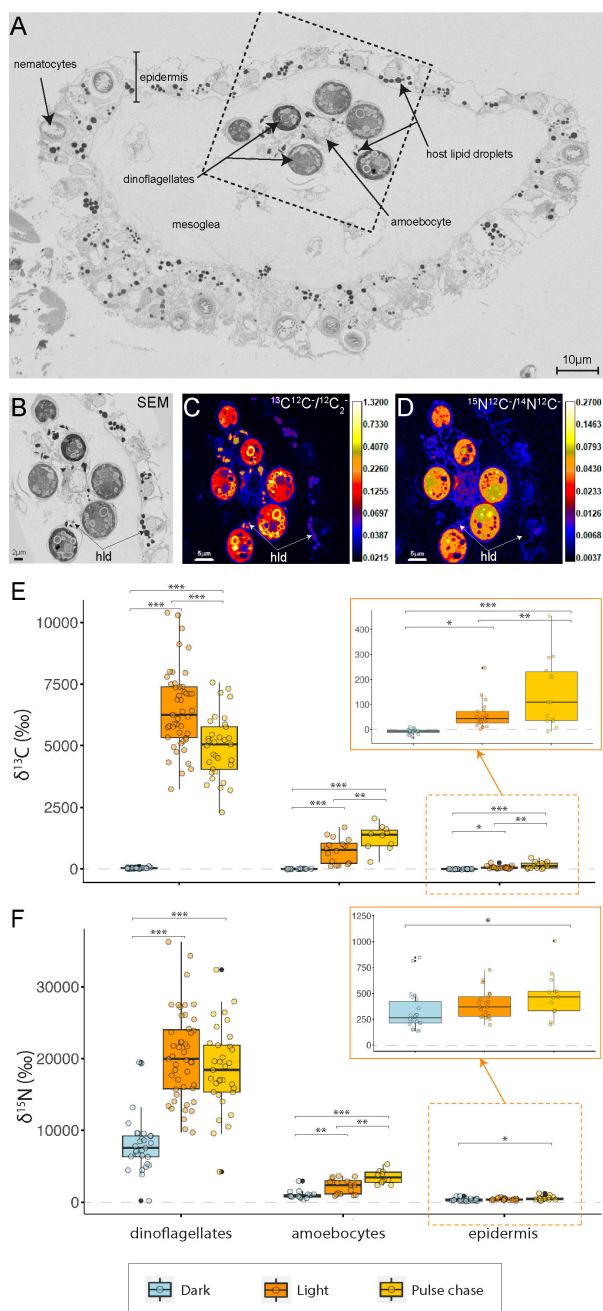 A
nematocytes
epidermis
host lipid droplets
dinoflagellates
amoebocyte
mesoglea
10µm
B
SEM
2µm
hld
C
¹³C¹²C⁻/¹²C₂⁻
1.3200
0.7330
0.4070
0.2260
0.1255
0.0697
0.0387
0.0215
5µm
hld
D
¹⁵N¹²C⁻/¹⁴N¹²C⁻
0.2700
0.1463
0.0793
0.0430
0.0233
0.0126
0.0068
0.0037
5µm
hld
E
δ¹³C (‰)
10000
7500
5000
2500
0
***
***
***
***
***
**
***
*
**
400
300
200
100
0
***
*
**
F
δ¹⁵N (‰)
30000
20000
10000
0
***
***
***
**
**
*
1250
1000
750
500
250
0
*
dinoflagellates
amoebocytes
epidermis
Dark
Light
Pulse chase